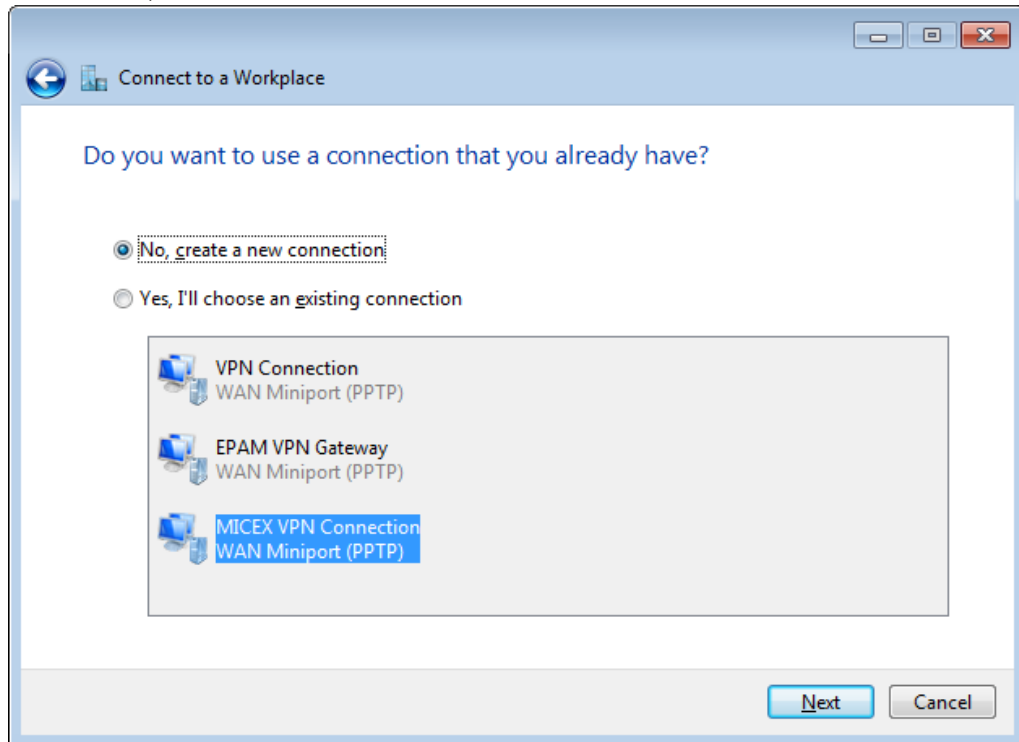 Connect to a Workplace
Do you want to use a connection that you already have?
No, create a new connection
Yes, I'll choose an existing connection
VPN Connection
WAN Miniport (PPTP)
EPAM VPN Gateway
WAN Miniport (PPTP)
MICEX VPN Connection
WAN Miniport (PPTP)
Next
Cancel